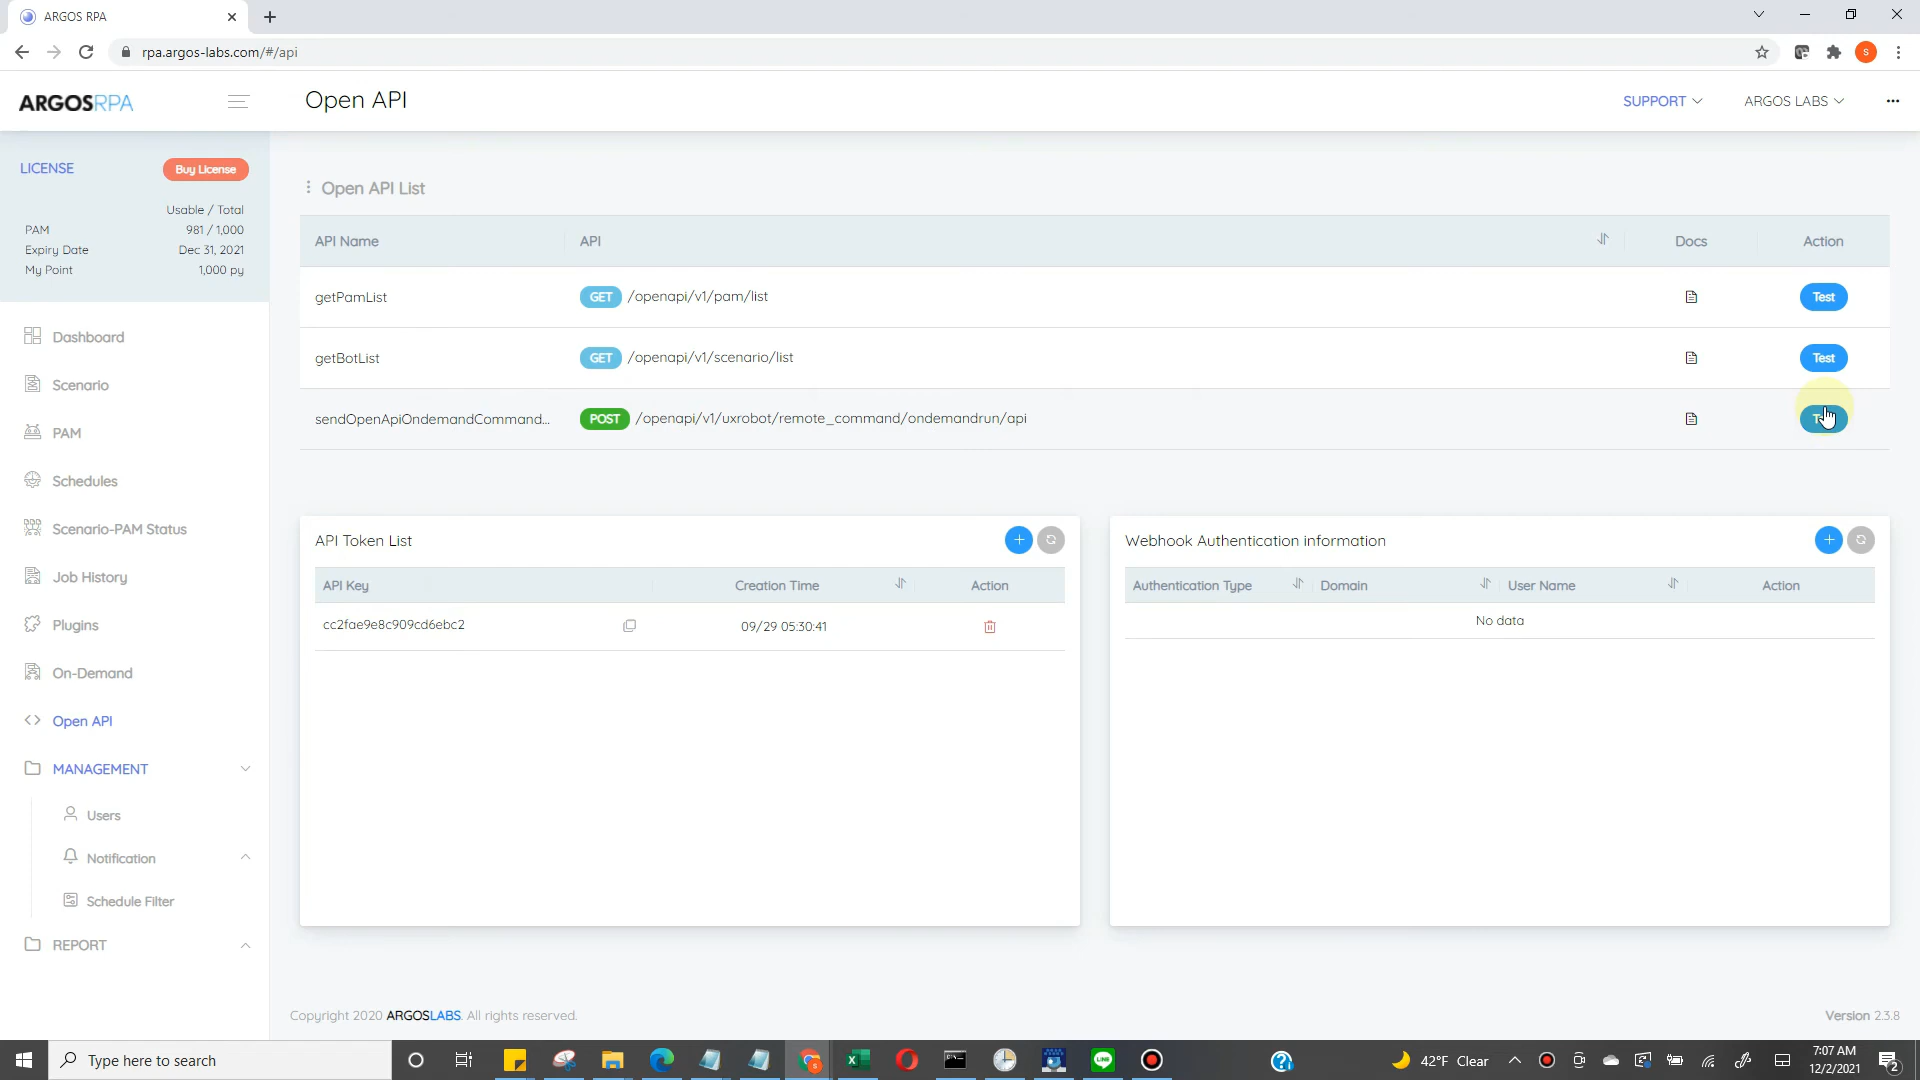 ARGOS RPA
rpa.argos-labs.com/#/api
S
ARGOSRPA
Open API
SUPPORT
ARGOS LABS
LICENSE
Buy License
Usable / Total
PAM 981 / 1,000
Expiry Date Dec 31, 2021
My Point 1,000 py
Dashboard
Scenario
PAM
Schedules
Scenario-PAM Status
Job History
Plugins
On-Demand
Open API
MANAGEMENT
Users
Notification
Schedule Filter
REPORT
Open API List
API Name API Docs Action
getPamList GET /openapi/v1/pam/list Test
getBotList GET /openapi/v1/scenario/list Test
sendOpenApiOndemandCommand... POST /openapi/v1/uxrobot/remote_command/ondemandrun/api
API Token List
API Key Creation Time Action
cc2fae9e8c909cd6ebc2 09/29 05:30:41
Webhook Authentication information
Authentication Type Domain User Name Action
No data
Copyright 2020 ARGOSLABS. All rights reserved.
Version 2.3.8
Type here to search
LINE
42°F Clear
7:07 AM
12/2/2021
2